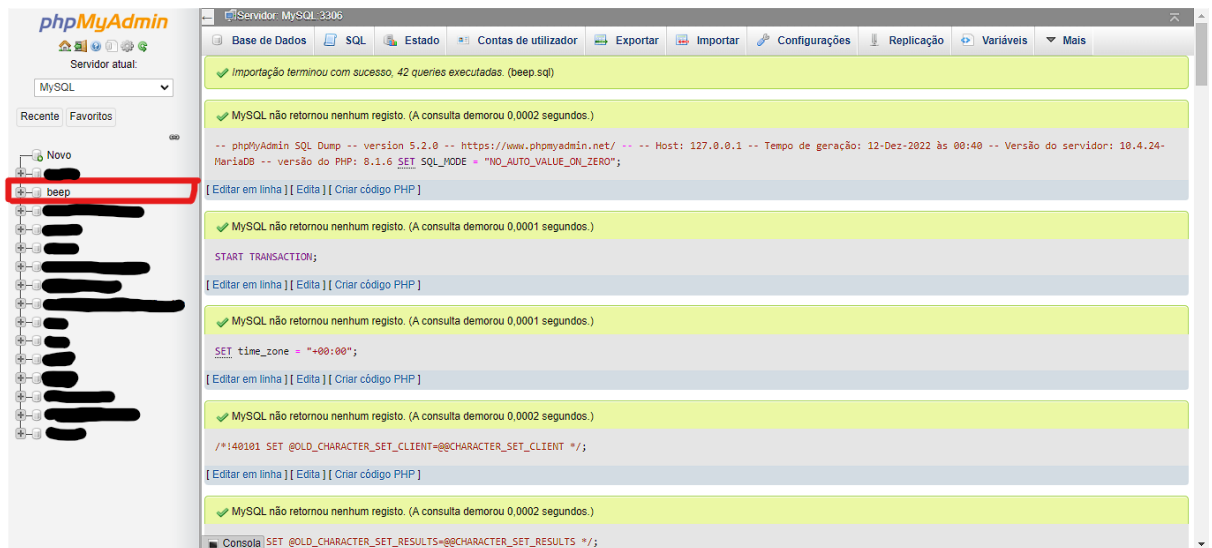 phpMyAdmin
Servidor atual:
MySQL
Recente Favoritos
Novo
beep
Servidor: MySQL:3306
Base de Dados SQL Estado Contas de utilizador Exportar Importar Configurações Replicação Variáveis Mais
Importação terminou com sucesso, 42 queries executadas. (beep.sql)
MySQL não retornou nenhum registo. (A consulta demorou 0,0002 segundos.)
-- phpMyAdmin SQL Dump -- version 5.2.0 -- https://www.phpmyadmin.net/ -- -- Host: 127.0.0.1 -- Tempo de geração: 12-Dez-2022 às 00:40 -- Versão do servidor: 10.4.24-
MariaDB -- versão do PHP: 8.1.6 SET SQL_MODE = "NO_AUTO_VALUE_ON_ZERO";
[ Editar em linha ] [ Edita ] [ Criar código PHP ]
MySQL não retornou nenhum registo. (A consulta demorou 0,0001 segundos.)
START TRANSACTION;
[ Editar em linha ] [ Edita ] [ Criar código PHP ]
MySQL não retornou nenhum registo. (A consulta demorou 0,0001 segundos.)
SET time_zone = "+00:00";
[ Editar em linha ] [ Edita ] [ Criar código PHP ]
MySQL não retornou nenhum registo. (A consulta demorou 0,0002 segundos.)
/*!40101 SET @OLD_CHARACTER_SET_CLIENT=@@CHARACTER_SET_CLIENT */;
[ Editar em linha ] [ Edita ] [ Criar código PHP ]
MySQL não retornou nenhum registo. (A consulta demorou 0,0002 segundos.)
Consola SET @OLD_CHARACTER_SET_RESULTS=@@CHARACTER_SET_RESULTS */;